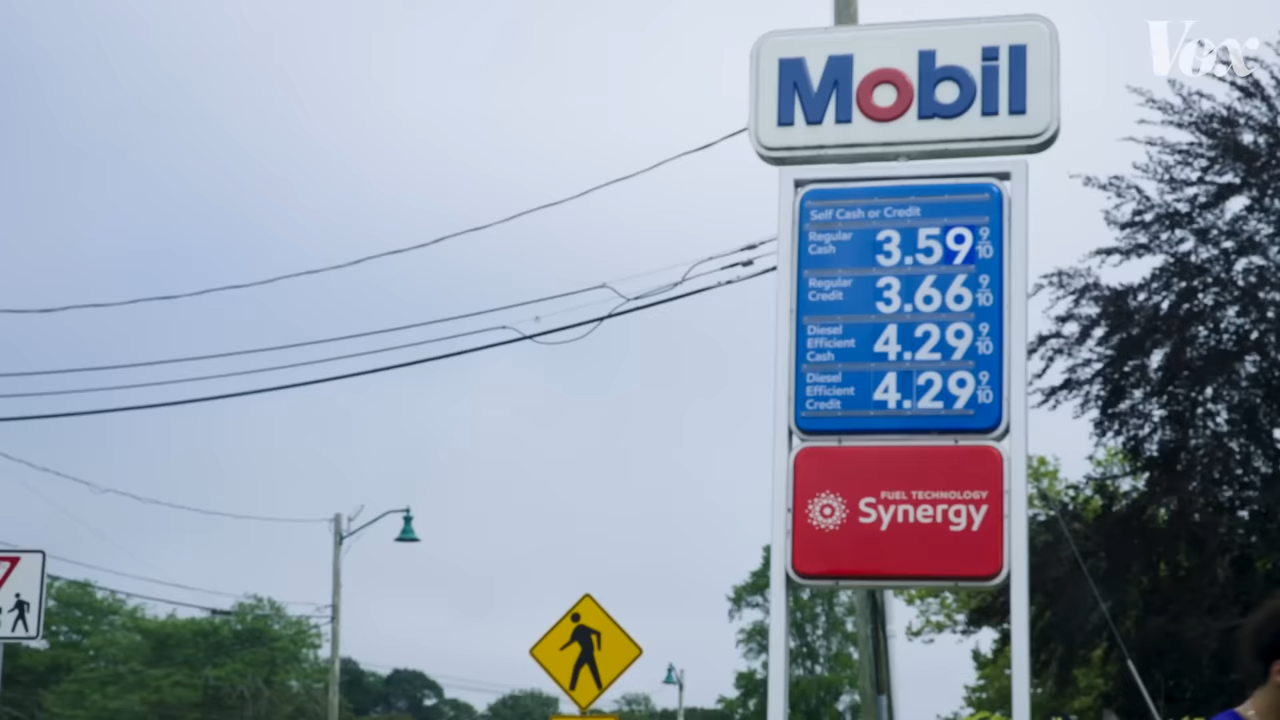 Vox
Mobil
Self Cash or Credit
Regular
Cash
3.59 9/10
Regular
Credit
3.66 9/10
Diesel
Efficient
Cash
4.29 9/10
Diesel
Efficient
Credit
4.29 9/10
FUEL TECHNOLOGY
Synergy